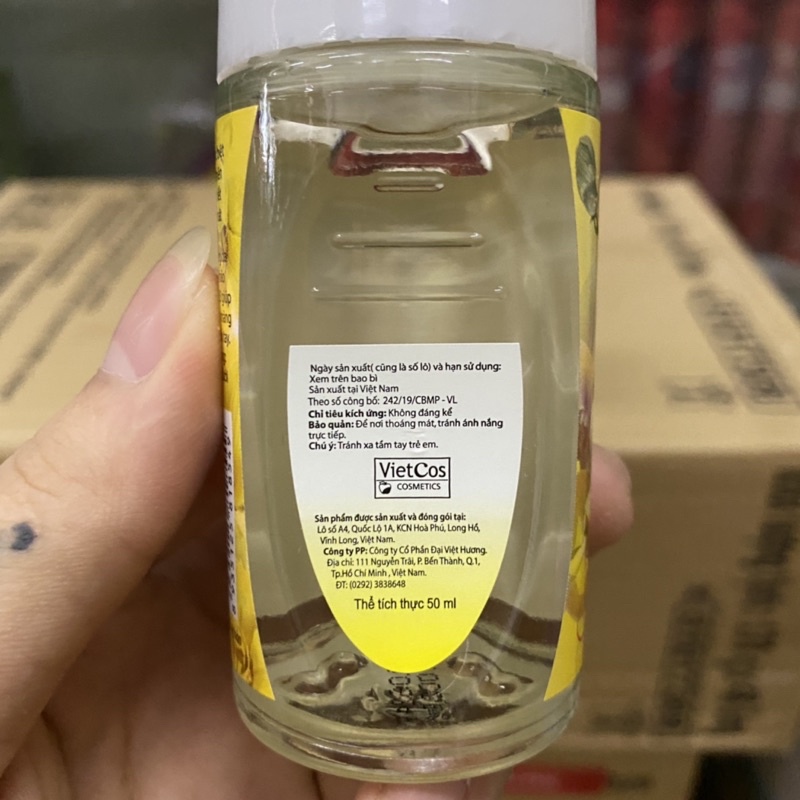 Ngày sản xuất( cũng là số lô) và hạn sử dụng:
Xem trên bao bì
Sản xuất tại Việt Nam
Theo số công bố: 242/19/CBMP - VL
Chỉ tiêu kích ứng: Không đáng kể
Bảo quản: Để nơi thoáng mát, tránh ánh nắng
trực tiếp.
Chú ý: Tránh xa tầm tay trẻ em.
VietCos
COSMETICS
Sản phẩm được sản xuất và đóng gói tại:
Lô số A4, Quốc Lộ 1A, KCN Hoà Phú, Long Hồ,
Vĩnh Long, Việt Nam.
Công ty PP: Công ty Cổ Phần Đại Việt Hương.
Địa chỉ: 111 Nguyễn Trãi, P. Bến Thành, Q.1,
Tp.Hồ Chí Minh , Việt Nam.
ĐT: (0292) 3838648
Thể tích thực 50 ml